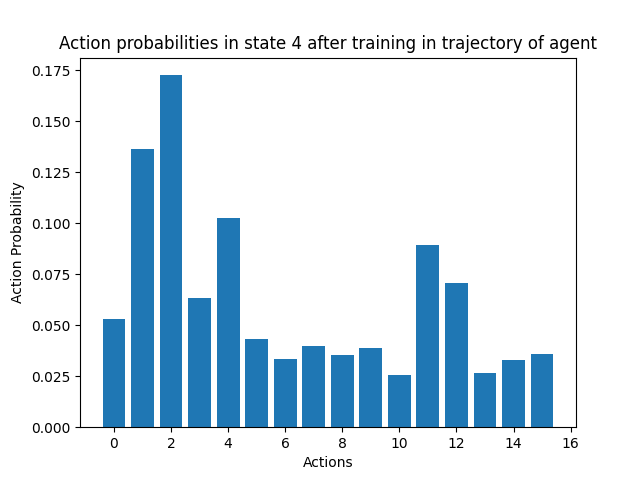 Action probabilities in state 4 after training in trajectory of agent
0.175
0.150
0.125
0.100
0.075
0.050
0.025
0.000
Action Probability
0 2 4 6 8 10 12 14 16
Actions